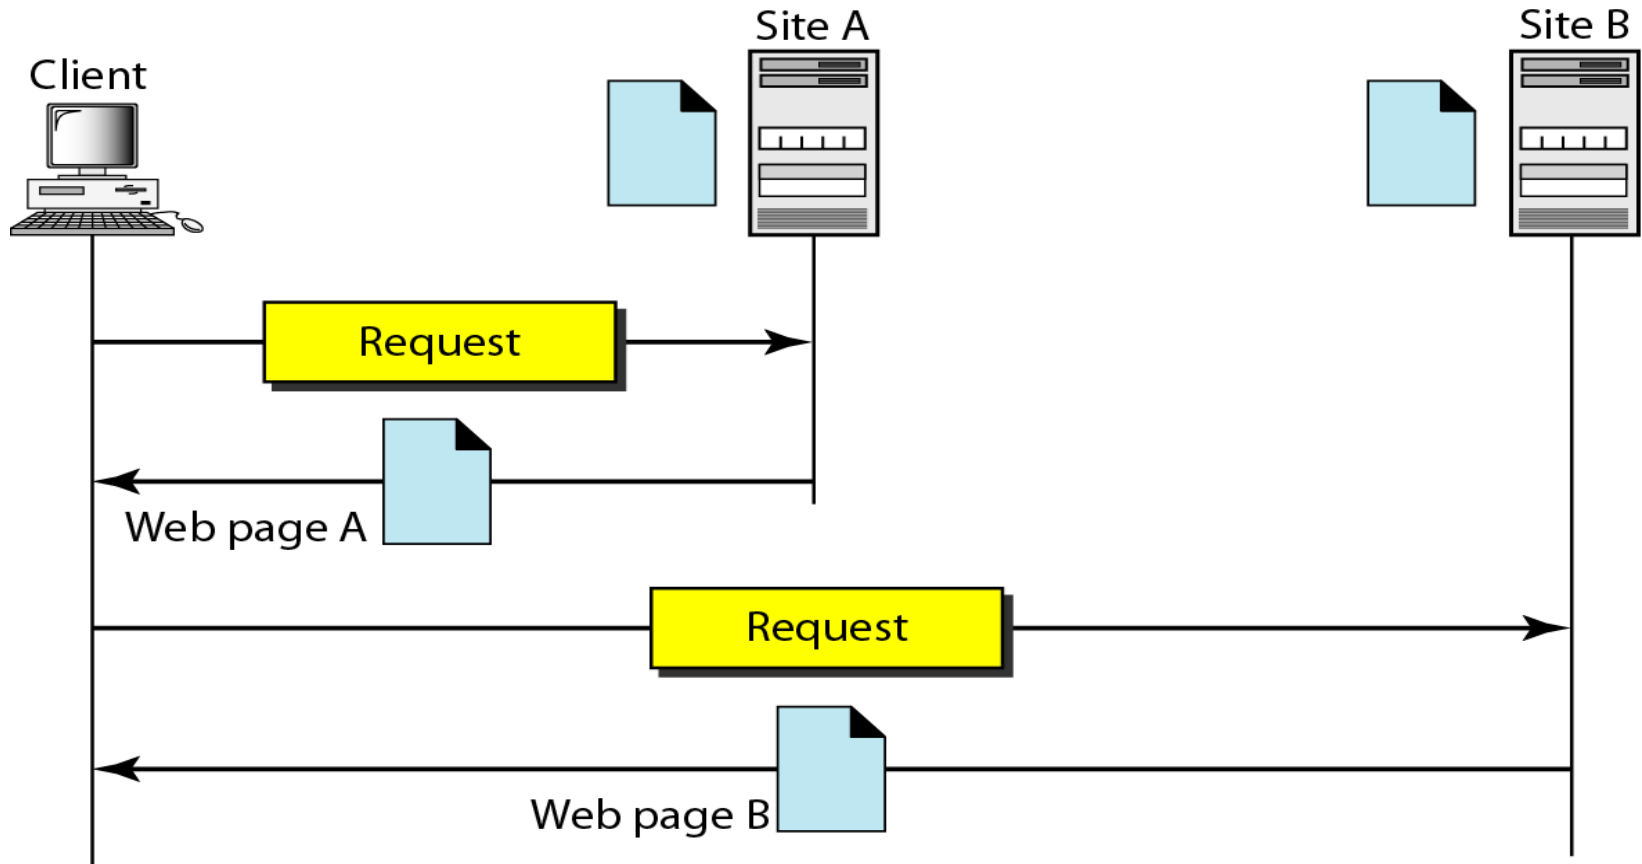 Client
Site A
Site B
Request
Web page A
Request
Web page B